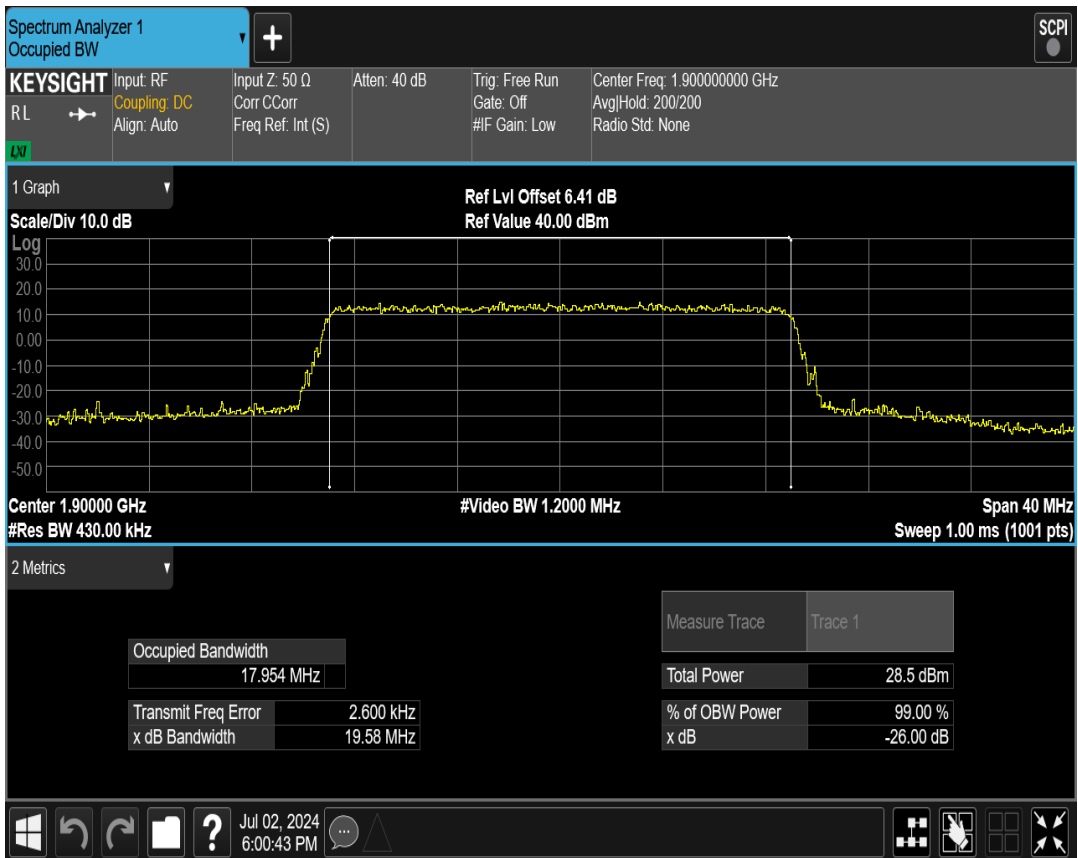 Spectrum Analyzer 1
Occupied BW
+
SCPI
KEYSIGHT
RL
LXI
Input: RF
Coupling: DC
Align: Auto
Input Z: 50 Ω
Corr CCorr
Freq Ref: Int (S)
Atten: 40 dB
Trig: Free Run
Gate: Off
#IF Gain: Low
Center Freq: 1.900000000 GHz
Avg|Hold: 200/200
Radio Std: None
1 Graph
Ref Lvl Offset 6.41 dB
Scale/Div 10.0 dB
Ref Value 40.00 dBm
Log
30.0
20.0
10.0
0.00
-10.0
-20.0
-30.0
-40.0
-50.0
Center 1.90000 GHz
#Video BW 1.2000 MHz
Span 40 MHz
#Res BW 430.00 kHz
Sweep 1.00 ms (1001 pts)
2 Metrics
Measure Trace Trace 1
Occupied Bandwidth
17.954 MHz
Total Power 28.5 dBm
Transmit Freq Error 2.600 kHz
% of OBW Power 99.00 %
x dB Bandwidth 19.58 MHz
x dB -26.00 dB
?
Jul 02, 2024
6:00:43 PM